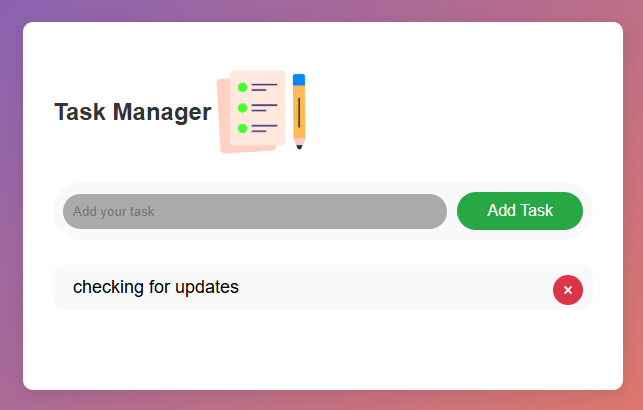 Task Manager
Add your task
Add Task
checking for updates
×